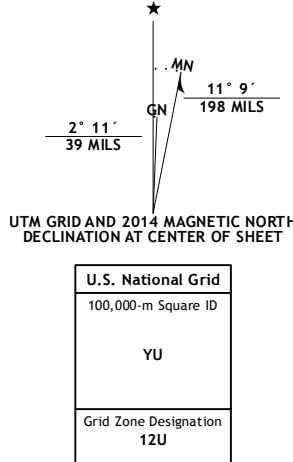 ★
MN
11° 9´
198 MILS
GN
2° 11´
39 MILS
UTM GRID AND 2014 MAGNETIC NORTH
DECLINATION AT CENTER OF SHEET
U.S. National Grid
100,000-m Square ID
YU
Grid Zone Designation
12U